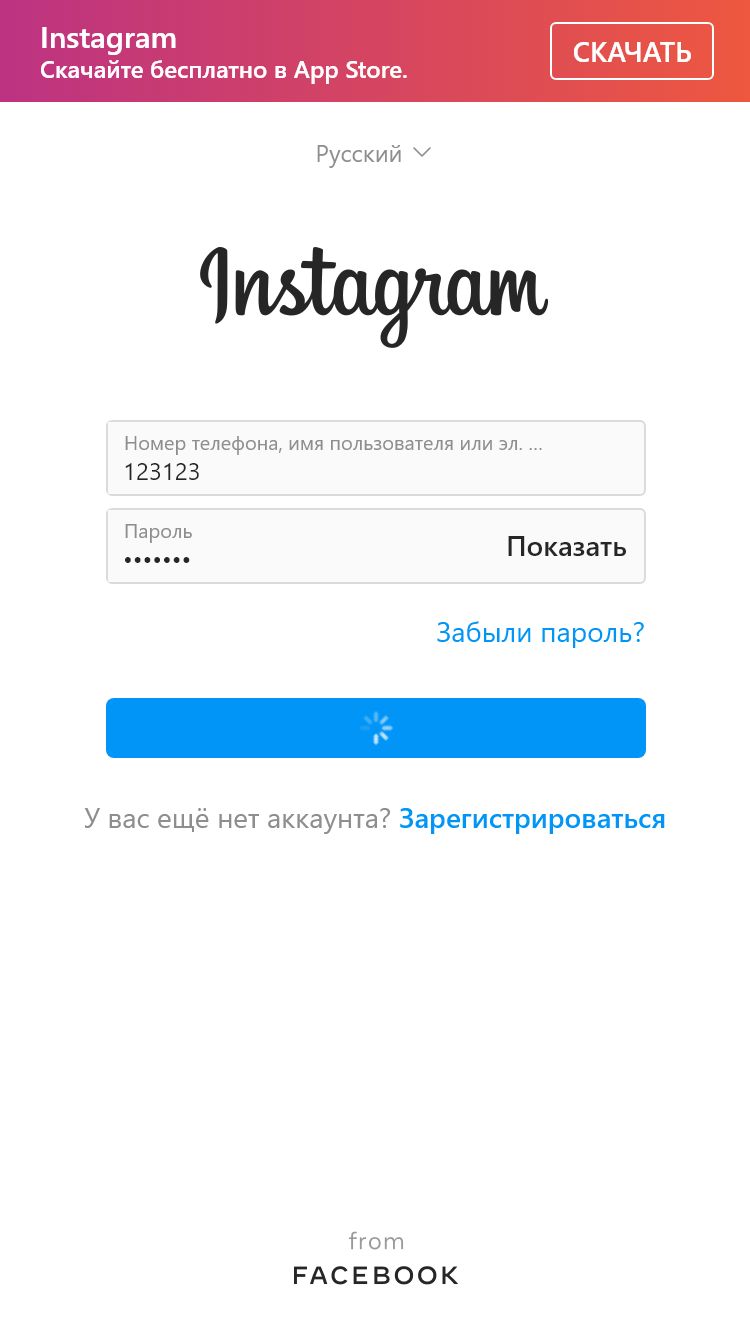 Instagram
Скачайте бесплатно в App Store.
СКАЧАТЬ
Русский
Instagram
Номер телефона, имя пользователя или эл. ...
123123
Пароль
•••••••
Показать
Забыли пароль?
У вас ещё нет аккаунта? Зарегистрироваться
from
FACEBOOK